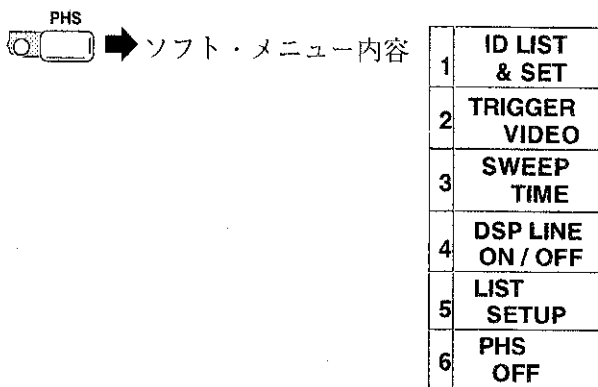 PHS
ソフト・メニュー内容
1 ID LIST
& SET
2 TRIGGER
VIDEO
3 SWEEP
TIME
4 DSP LINE
ON / OFF
5 LIST
SETUP
6 PHS
OFF